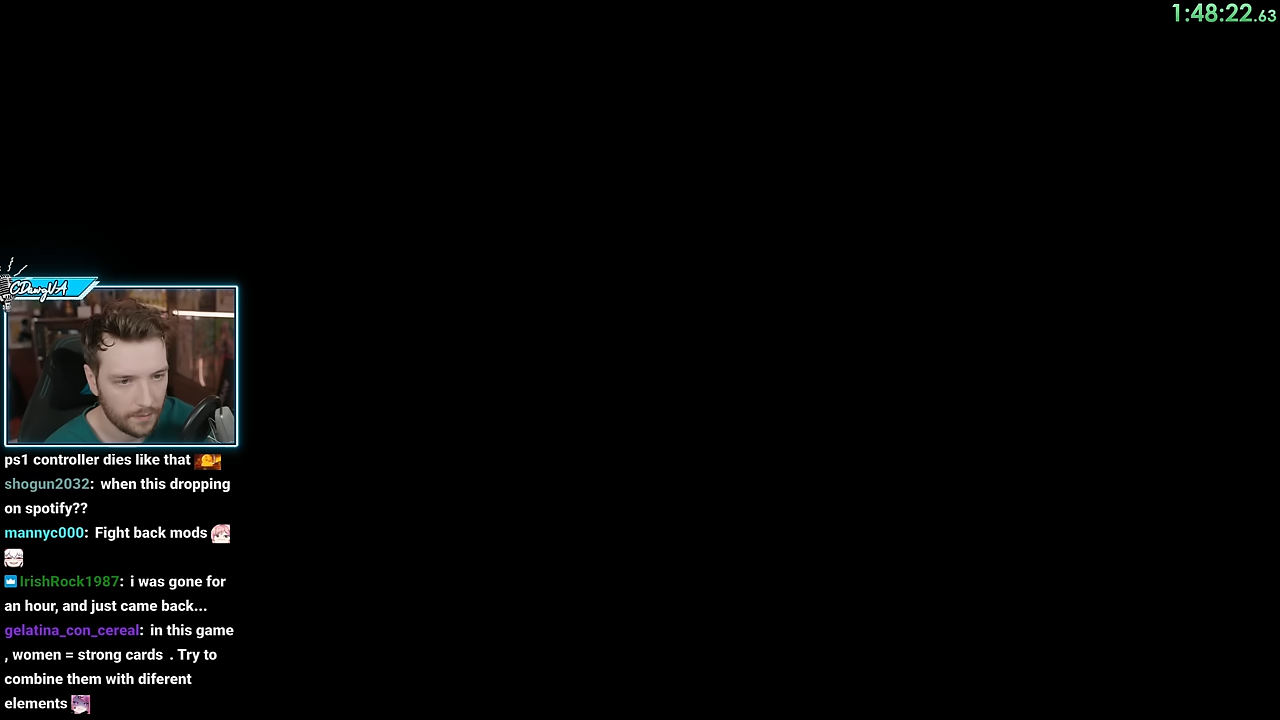 1:48:22.63
CDawgVA
ps1 controller dies like that
shogun2032: when this dropping
on spotify??
mannyc000: Fight back mods
IrishRock1987: i was gone for
an hour, and just came back...
gelatina_con_cereal: in this game
, women = strong cards . Try to
combine them with diferent
elements